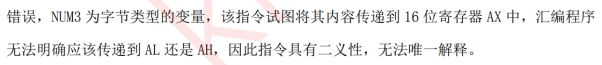 错误，NUM3 为字节类型的变量，该指令试图将其内容传递到 16 位寄存器 AX 中，汇编程序
无法明确应该传递到 AL 还是 AH，因此指令具有二义性，无法唯一解释。